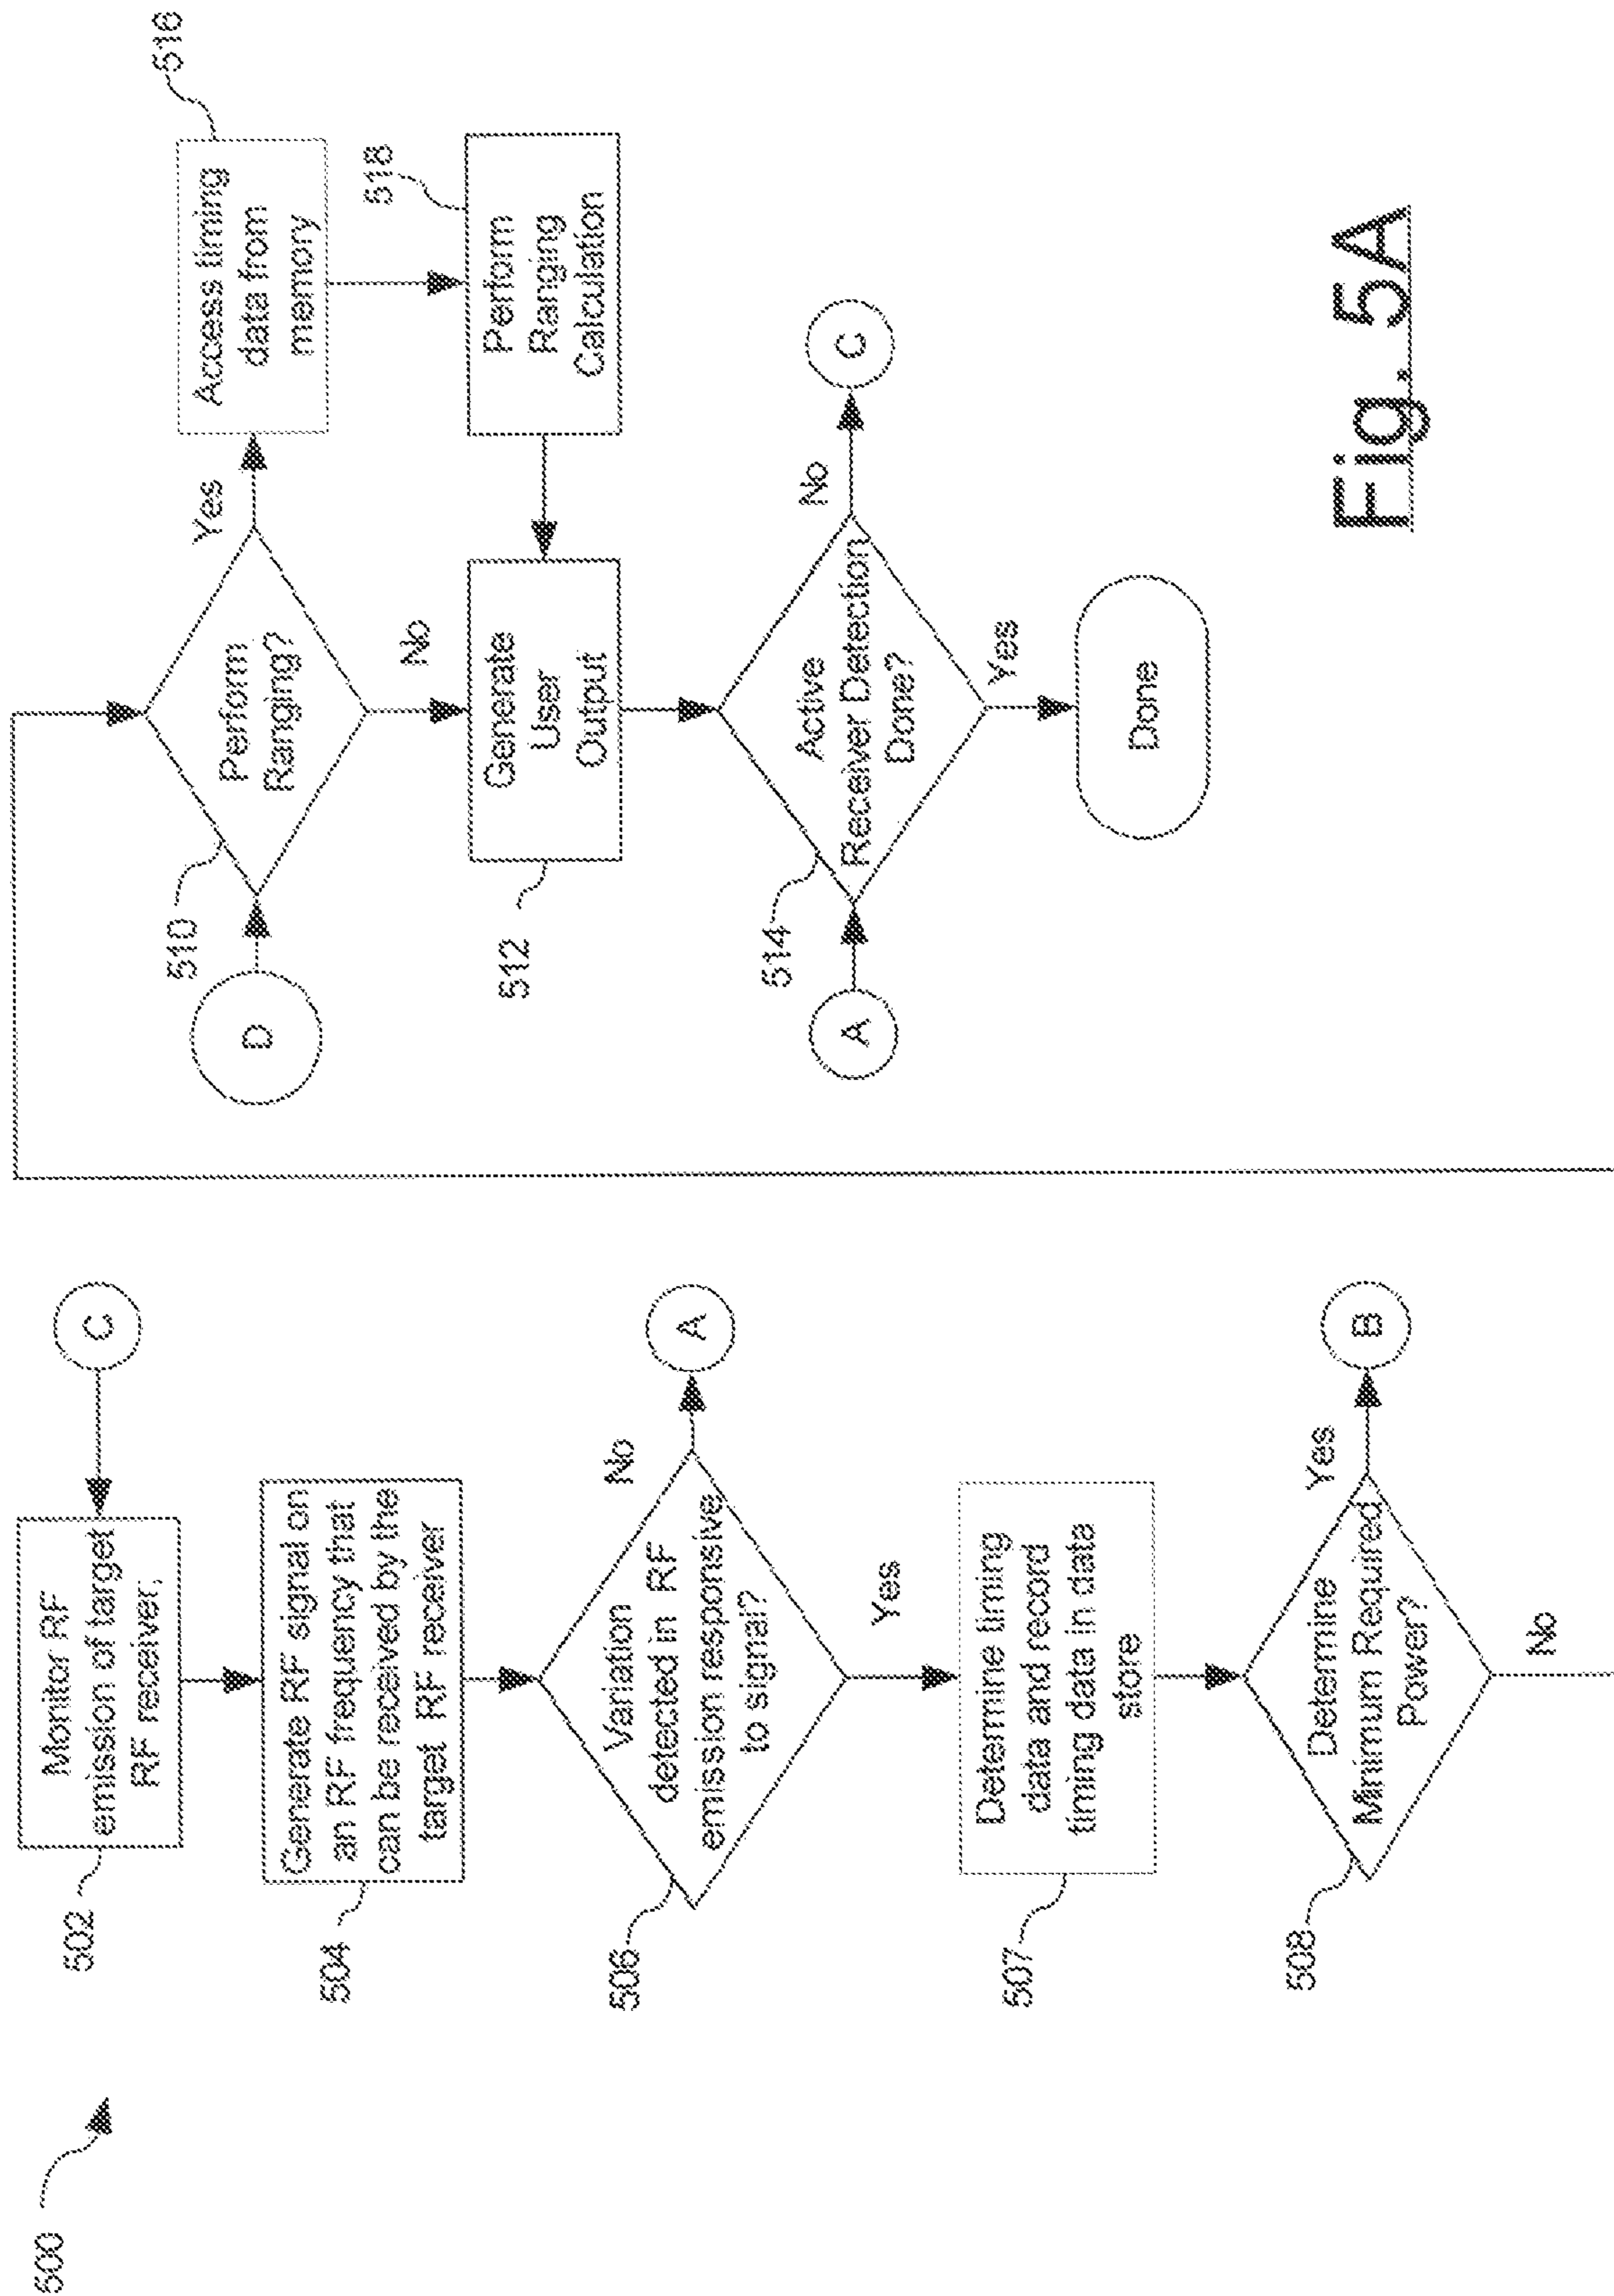 500
502
Monitor RF
emission of target
RF receiver,
C
504
Generate RF signal on
an RF frequency that
can be received by the
target RF receiver
506
Variation
detected in RF
emission responsive
to signal?
No
A
Yes
507
Determine timing
data and record
timing data in data
store
508
Determine
Minimum Required
Power?
Yes
B
No
D
510
Perform
Ranging?
Yes
516
Access timing
data from
memory
518
Perform
Ranging
Calculation
No
512
Generate
User
Output
A
514
Active
Receiver Detection
Done?
No
C
Yes
Done
Fig. 5A